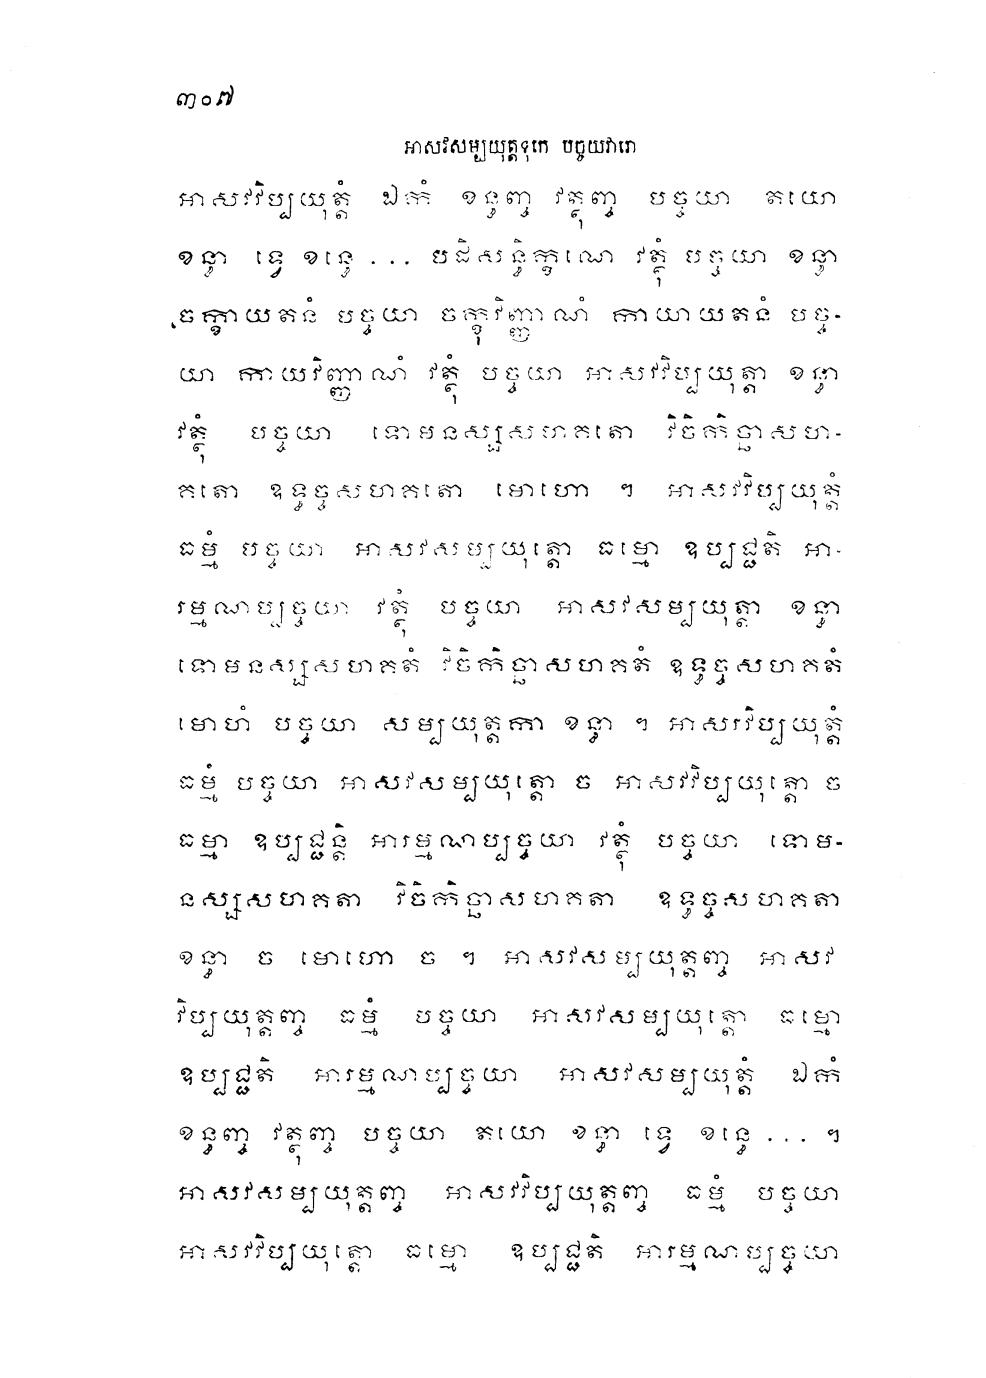 ៣០៧
អាសវសម្បយុត្តទុកេ បច្ចយវារោ
អាសវវិប្បយុត្តំ ឯកំ ខន្ធញ្ច វត្ថុញ្ច បច្ចយា តយោ
ខន្ធា ទ្វេ ខន្ធេ ... បដិសន្ធិក្ខណេ វត្ថុំ បច្ចយា ខន្ធា
ចក្ខាយតនំ បច្ចយា ចក្ខុវិញ្ញាណំ កាយាយតនំ បច្ច-
យា កាយវិញ្ញាណំ វត្ថុំ បច្ចយា អាសវវិប្បយុត្តា ខន្ធា
វត្ថុំ បច្ចយា ទោមនស្សសហគតោ វិចិកិច្ឆាសហ-
គតោ ឧទ្ធច្ចសហគតោ មោហោ ។ អាសវវិប្បយុត្តំ
ធម្មំ បច្ចយា អាសវសម្បយុត្តោ ធម្មោ ឧប្បជ្ជតិ អា-
រម្មណប្បច្ចយា វត្ថុំ បច្ចយា អាសវសម្បយុត្តា ខន្ធា
ទោមនស្សសហគតំ វិចិកិច្ឆាសហគតំ ឧទ្ធច្ចសហគតំ
មោហំ បច្ចយា សម្បយុត្តកា ខន្ធា ។ អាសវវិប្បយុត្តំ
ធម្មំ បច្ចយា អាសវសម្បយុត្តោ ច អាសវវិប្បយុត្តោ ច
ធម្មា ឧប្បជ្ជន្តិ អារម្មណប្បច្ចយា វត្ថុំ បច្ចយា ទោម-
នស្សសហគតា វិចិកិច្ឆាសហគតា ឧទ្ធច្ចសហគតា
ខន្ធា ច មោហោ ច ។ អាសវសម្បយុត្តញ្ច អាសវ
វិប្បយុត្តញ្ច ធម្មំ បច្ចយា អាសវសម្បយុត្តោ ធម្មោ
ឧប្បជ្ជតិ អារម្មណប្បច្ចយា អាសវសម្បយុត្តំ ឯកំ
ខន្ធញ្ច វត្ថុញ្ច បច្ចយា តយោ ខន្ធា ទ្វេ ខន្ធេ ... ។
អាសវសម្បយុត្តញ្ច អាសវវិប្បយុត្តញ្ច ធម្មំ បច្ចយា
អាសវវិប្បយុត្តោ ធម្មោ ឧប្បជ្ជតិ អារម្មណប្បច្ចយា